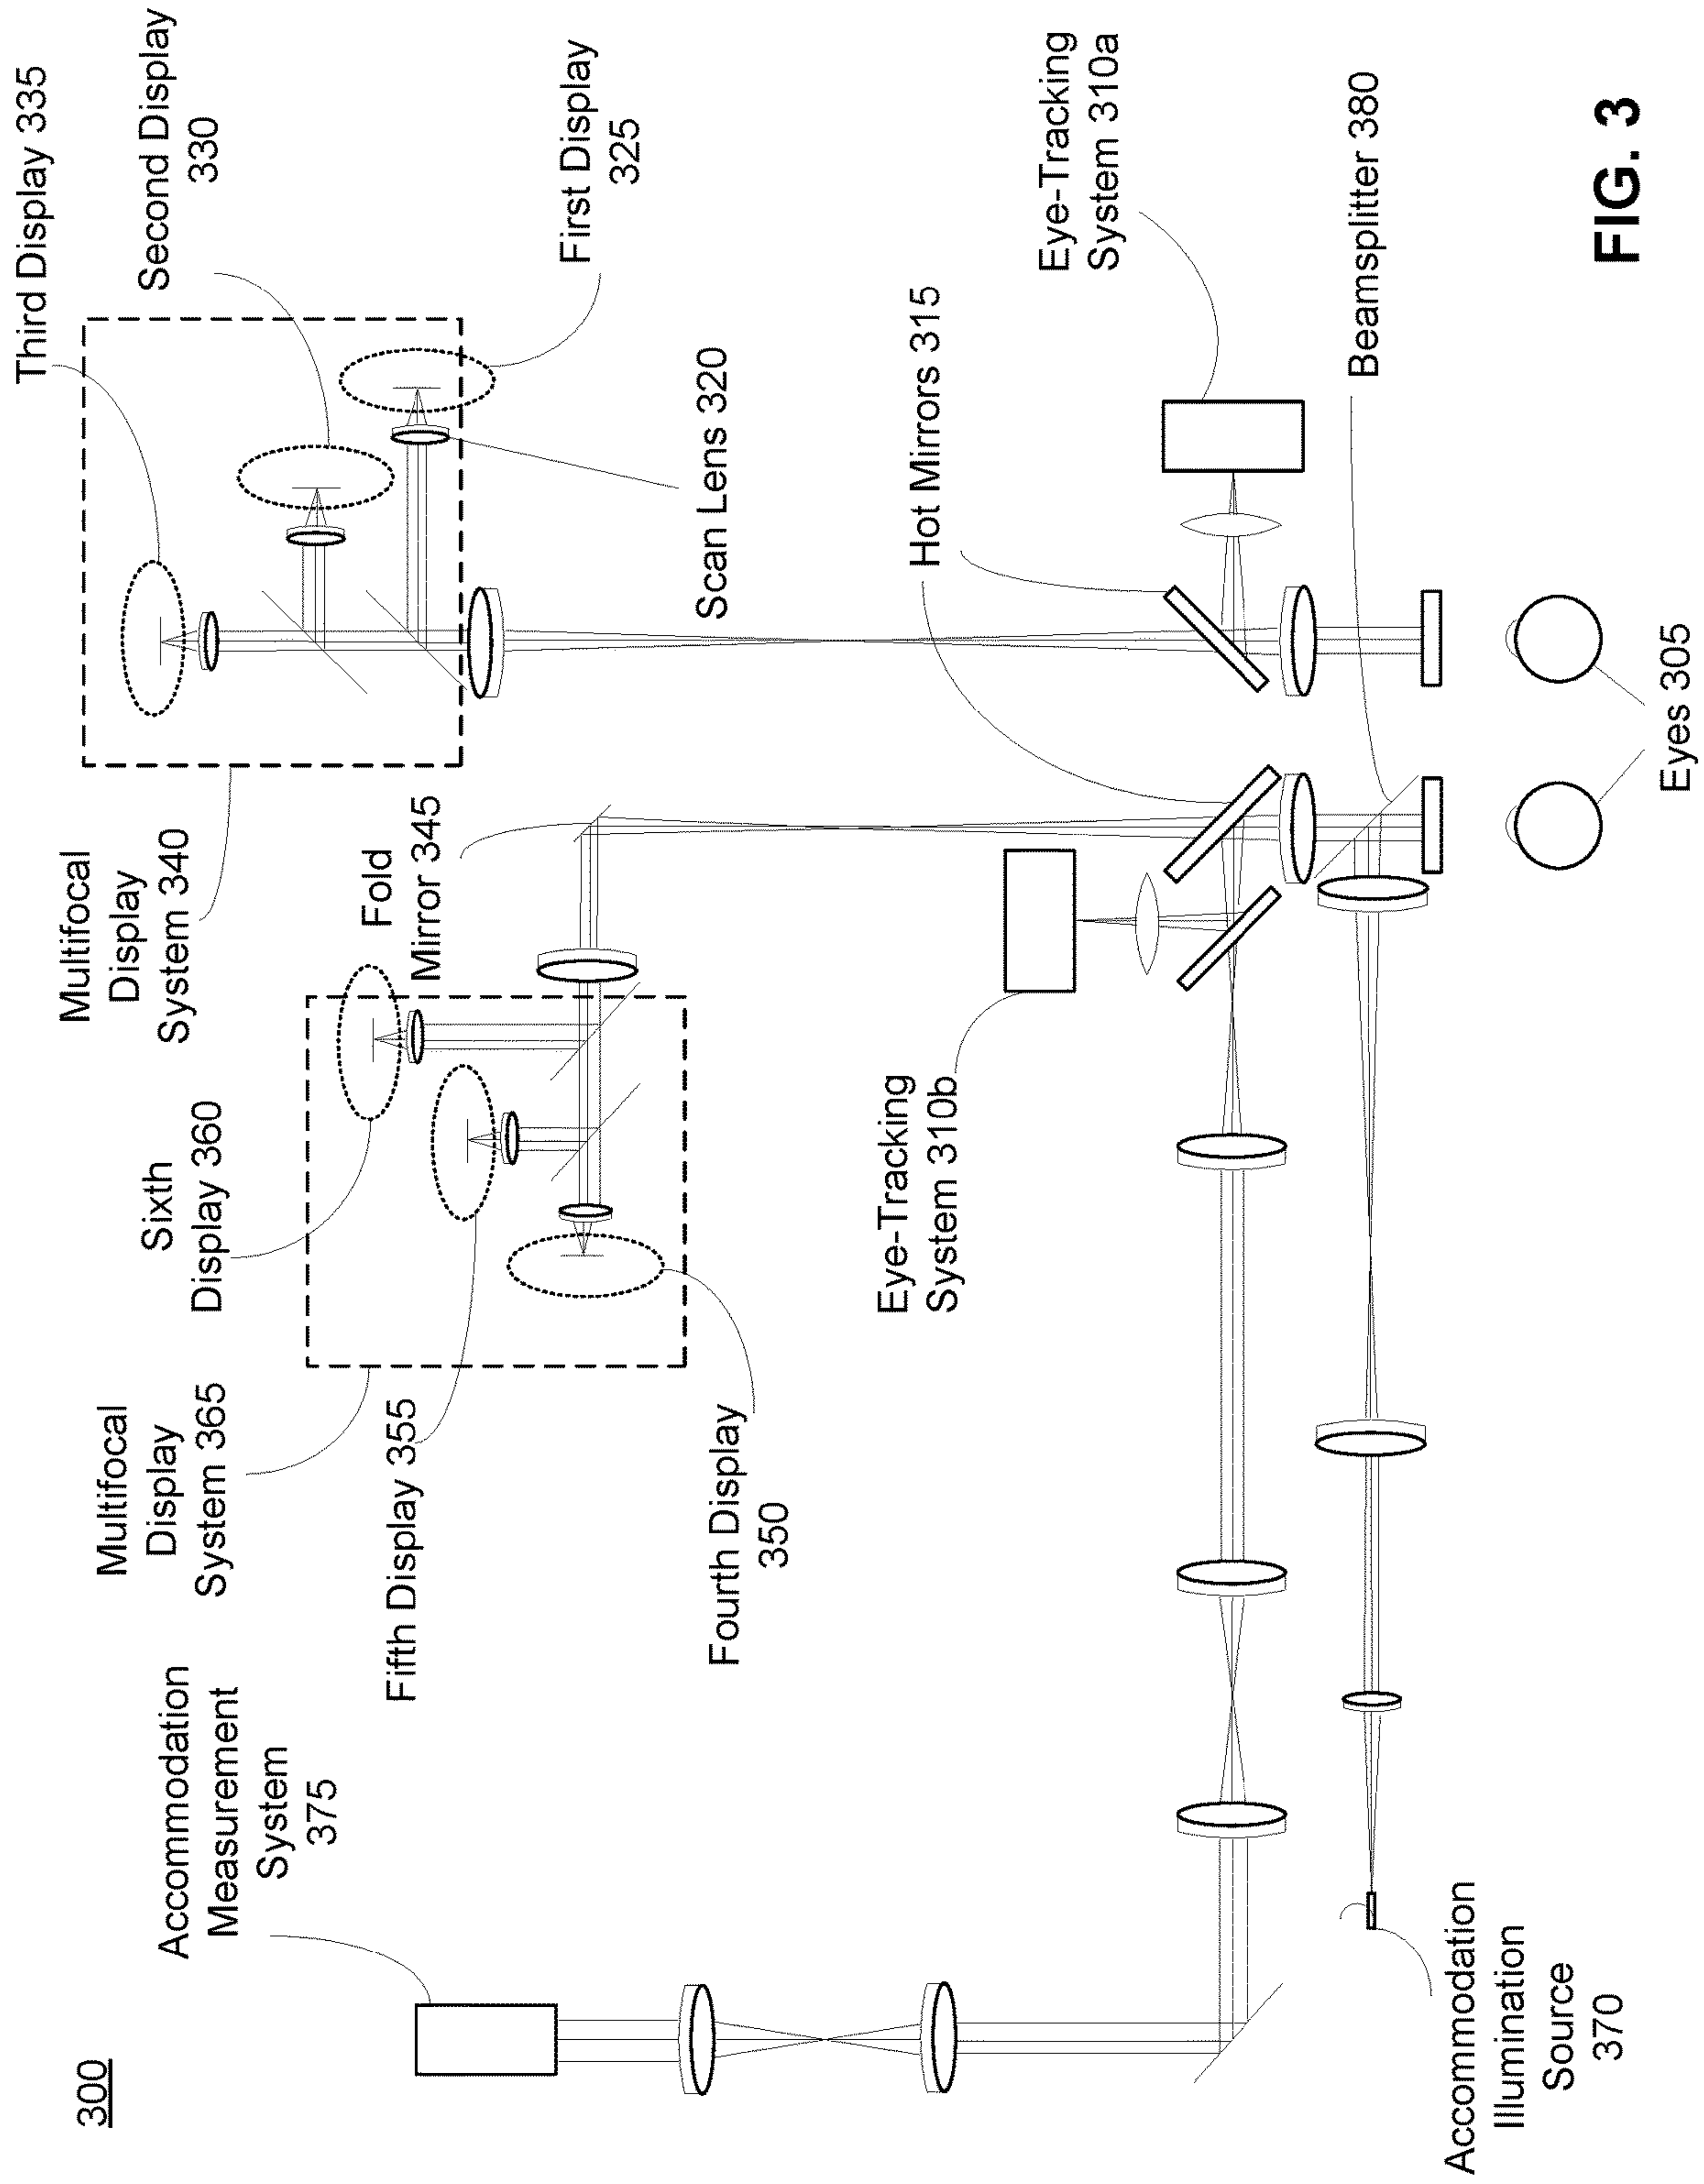 300
Accommodation
Measurement
System
375
Multifocal
Display
System 365
Sixth
Display 360
Fifth Display 355
Fourth Display
350
Multifocal
Display
System 340
Fold
Mirror 345
Third Display 335
Second Display
330
First Display
325
Scan Lens 320
Eye-Tracking
System 310b
Hot Mirrors 315
Eye-Tracking
System 310a
Beamsplitter 380
Accommodation
Illumination
Source
370
Eyes 305
FIG. 3